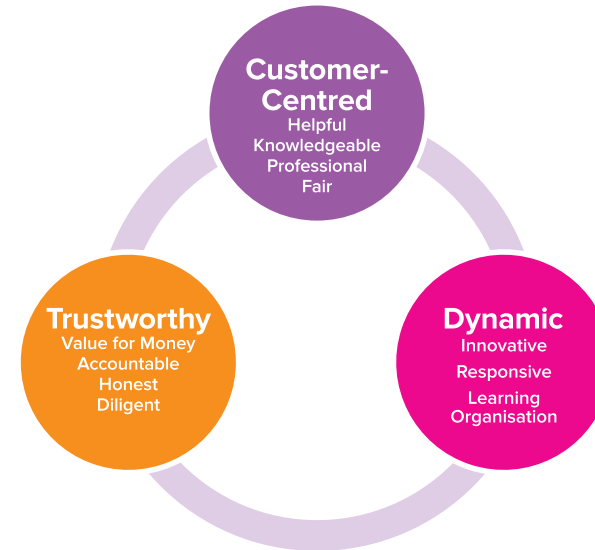 Customer-
Centred
Helpful
Knowledgeable
Professional
Fair
Trustworthy
Value for Money
Accountable
Honest
Diligent
Dynamic
Innovative
Responsive
Learning
Organisation